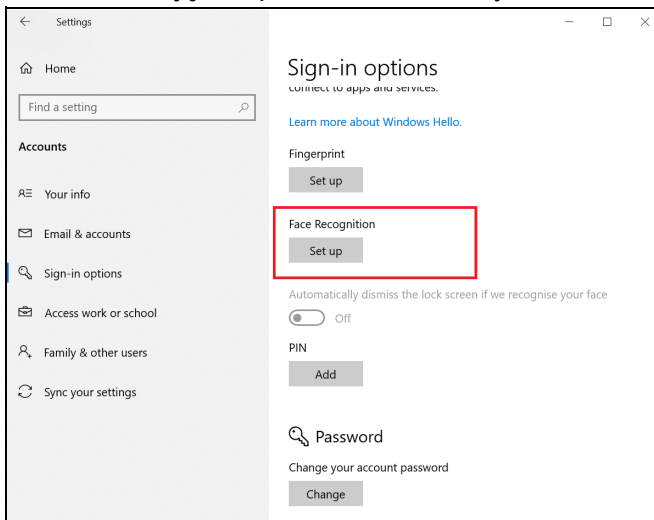 Settings
Home
Find a setting
Accounts
Your info
Email & accounts
Sign-in options
Access work or school
Family & other users
Sync your settings
Sign-in options
connect to apps and services.
Learn more about Windows Hello.
Fingerprint
Set up
Face Recognition
Set up
Automatically dismiss the lock screen if we recognise your face
Off
PIN
Add
Password
Change your account password
Change